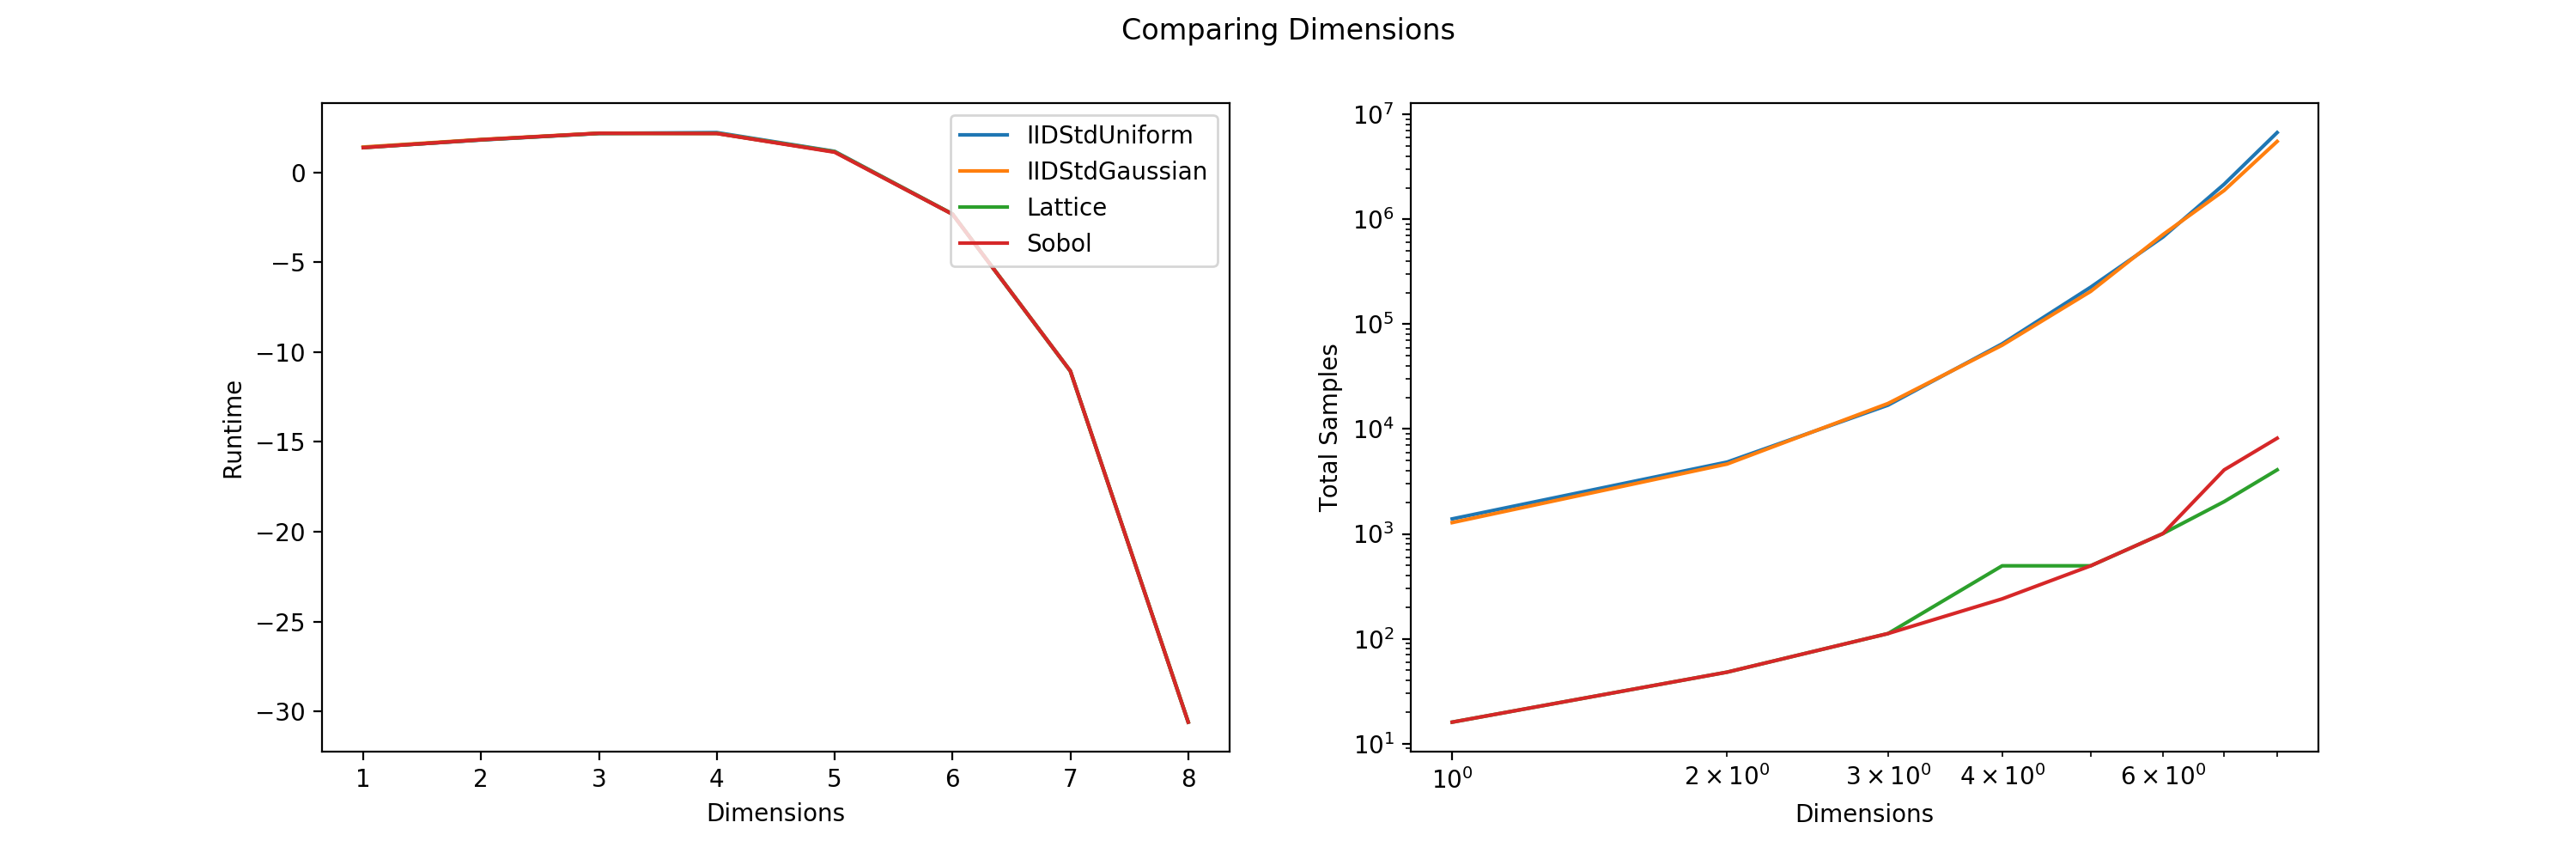 Comparing Dimensions
Runtime
0
−5
−10
−15
−20
−25
−30
1 2 3 4 5 6 7 8
Dimensions
IIDStdUniform
IIDStdGaussian
Lattice
Sobol
Total Samples
10⁷
10⁶
10⁵
10⁴
10³
10²
10¹
10⁰ 2 × 10⁰ 3 × 10⁰ 4 × 10⁰ 6 × 10⁰
Dimensions